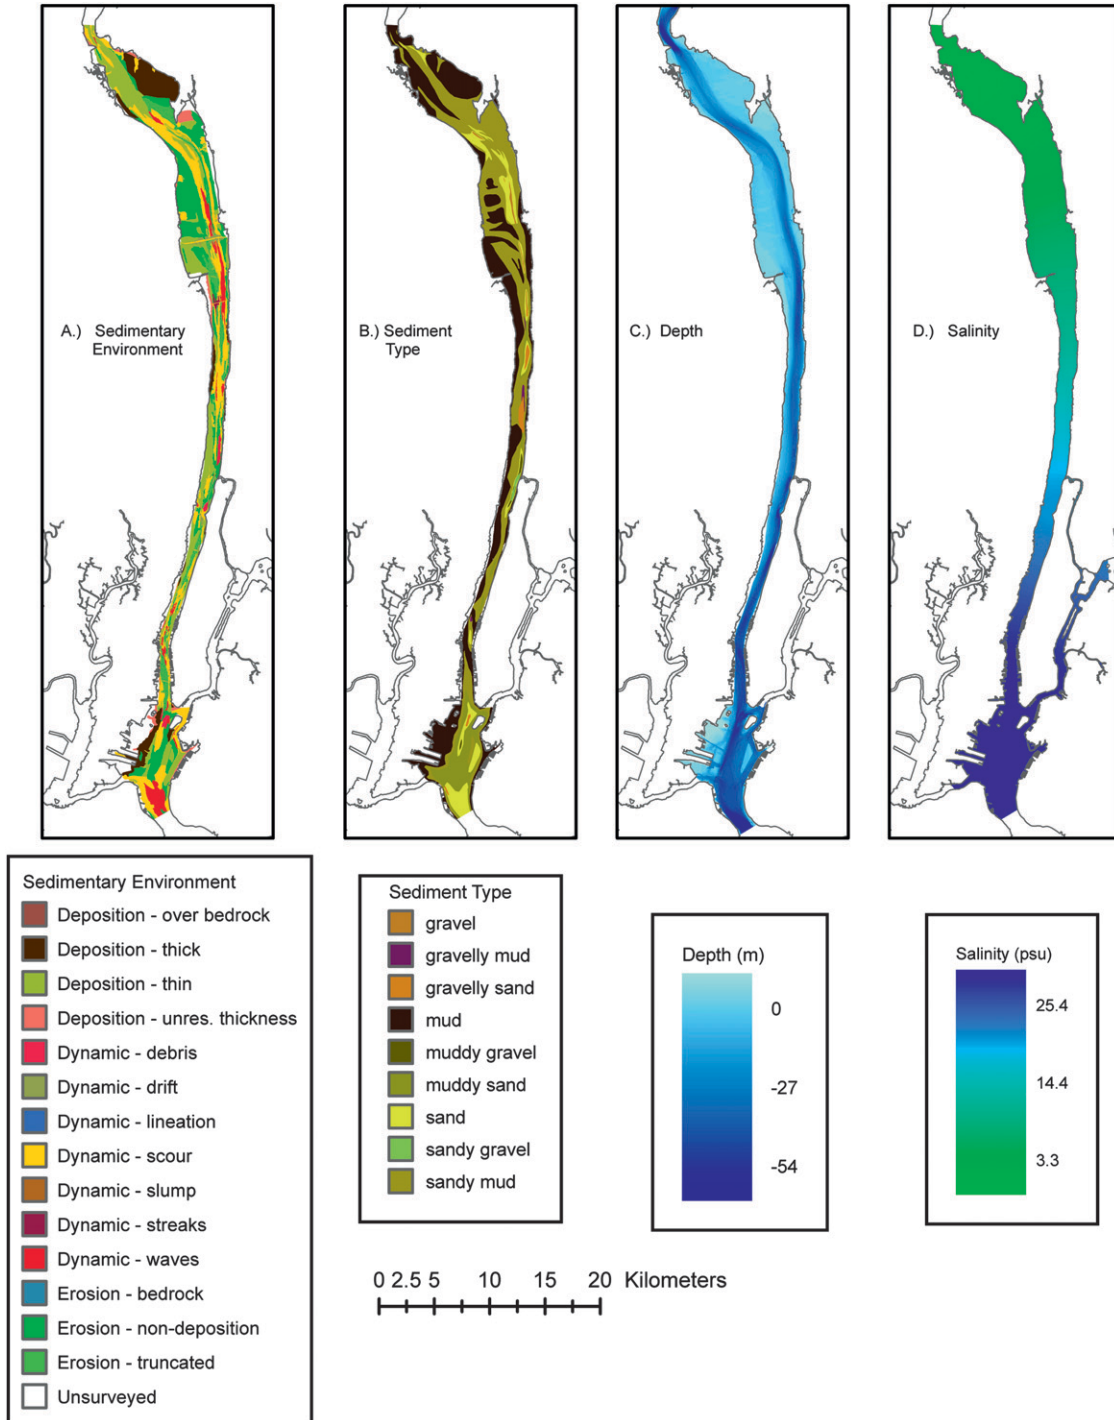 A.) Sedimentary
Environment
B.) Sediment
Type
C.) Depth
D.) Salinity
Sedimentary Environment
Deposition - over bedrock
Deposition - thick
Deposition - thin
Deposition - unres. thickness
Dynamic - debris
Dynamic - drift
Dynamic - lineation
Dynamic - scour
Dynamic - slump
Dynamic - streaks
Dynamic - waves
Erosion - bedrock
Erosion - non-deposition
Erosion - truncated
Unsurveyed
Sediment Type
gravel
gravelly mud
gravelly sand
mud
muddy gravel
muddy sand
sand
sandy gravel
sandy mud
Depth (m)
0
-27
-54
Salinity (psu)
25.4
14.4
3.3
0 2.5 5 10 15 20 Kilometers